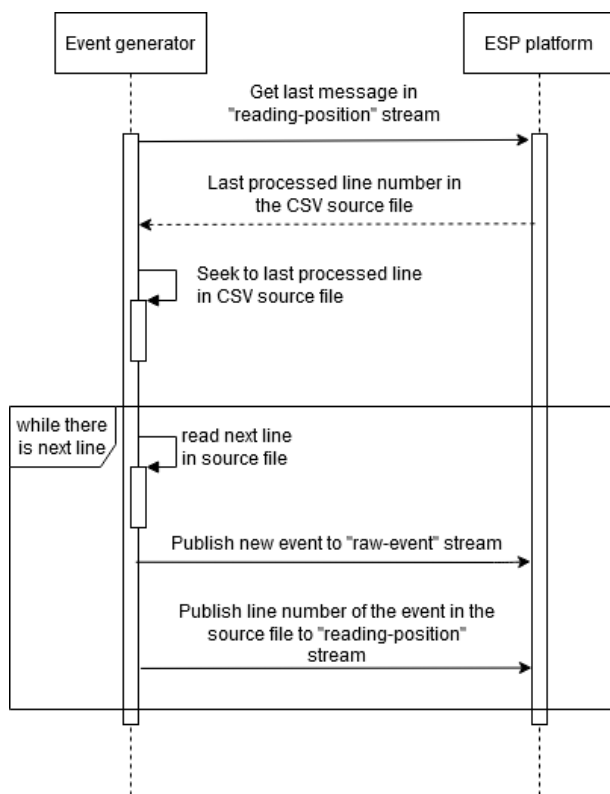 Event generator
ESP platform
Get last message in
"reading-position" stream
Last processed line number in
the CSV source file
Seek to last processed line
in CSV source file
while there
is next line
read next line
in source file
Publish new event to "raw-event" stream
Publish line number of the event in the
source file to "reading-position"
stream